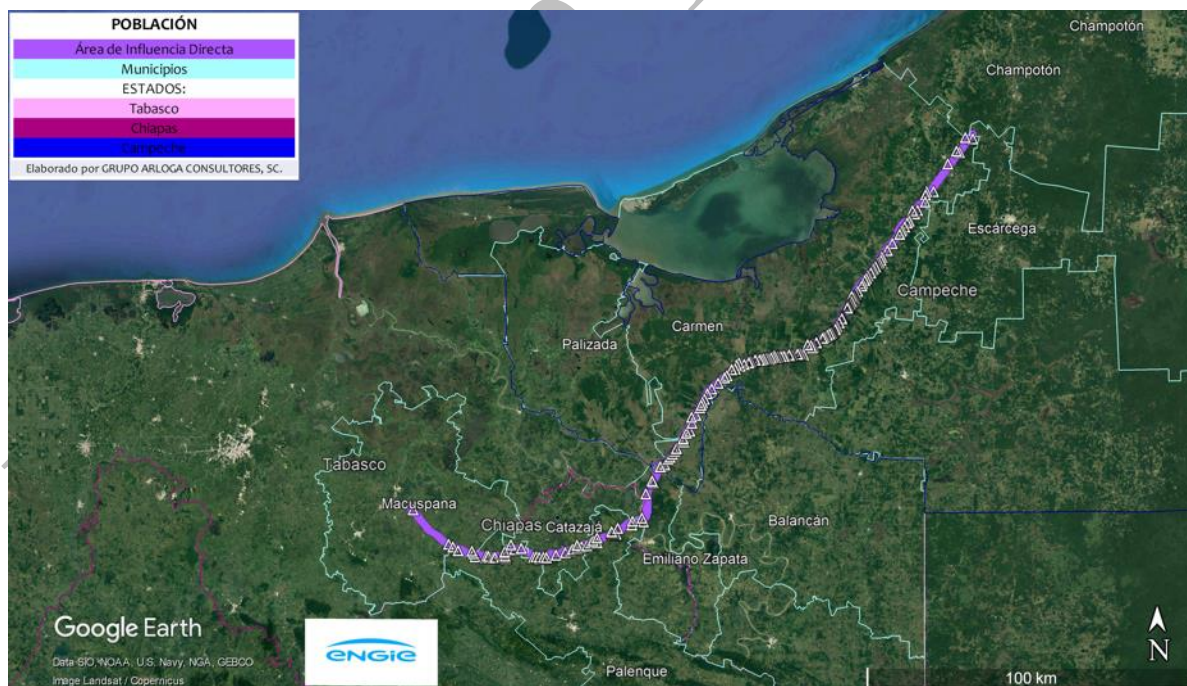 POBLACIÓN
Área de Influencia Directa
Municipios
ESTADOS:
Tabasco
Chiapas
Campeche
Elaborado por GRUPO ARLOGA CONSULTORES, SC.
Champotón
Champotón
Escárcega
Campeche
Carmen
Palizada
Tabasco
Macuspana
Chiapas
Catazajá
Balancán
Emiliano Zapata
Palenque
Google Earth
Data SIO, NOAA, U.S. Navy, NGA, GEBCO
Image Landsat / Copernicus
ENGIE
N
100 km